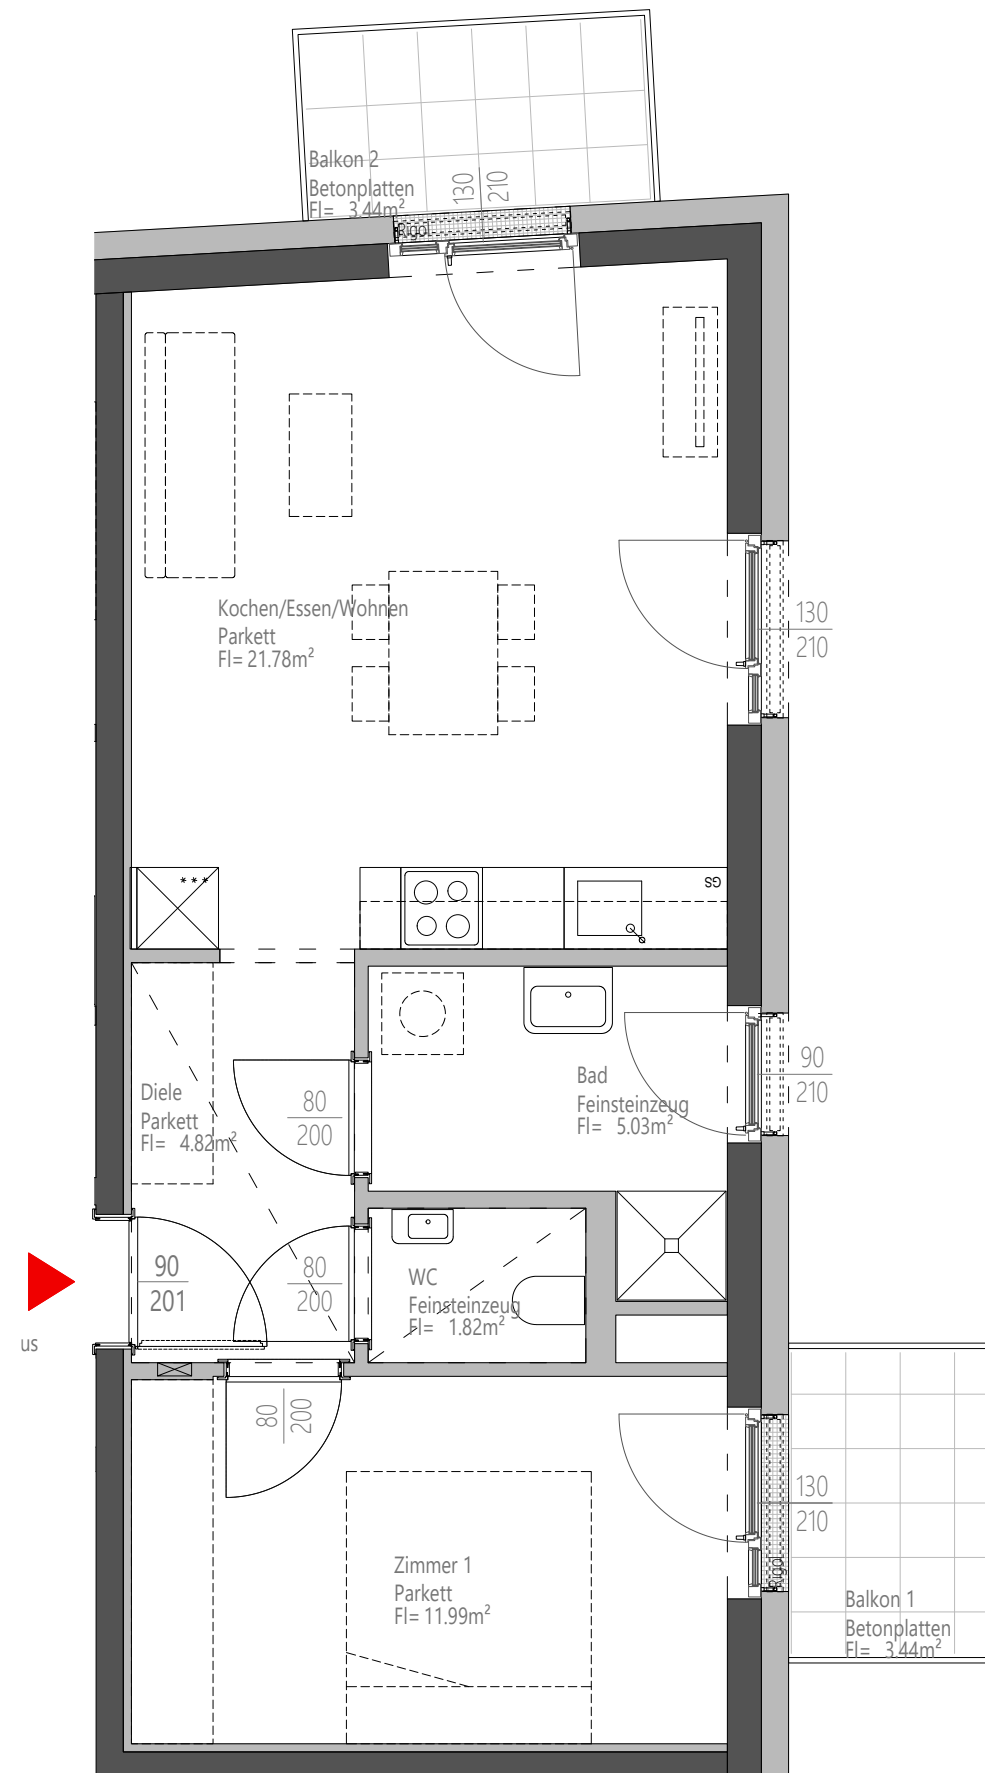 Balkon 2
Betonplatten
Fl= 3.44m²
130
210
Rigol
Kochen/Essen/Wohnen
Parkett
Fl= 21.78m²
130
210
***
GS
Diele
Parkett
Fl= 4.82m²
80
200
Bad
Feinsteinzeug
Fl= 5.03m²
90
210
90
201
80
200
WC
Feinsteinzeug
Fl= 1.82m²
us
80
200
130
210
Rigol
Zimmer 1
Parkett
Fl= 11.99m²
Balkon 1
Betonplatten
Fl= 3.44m²